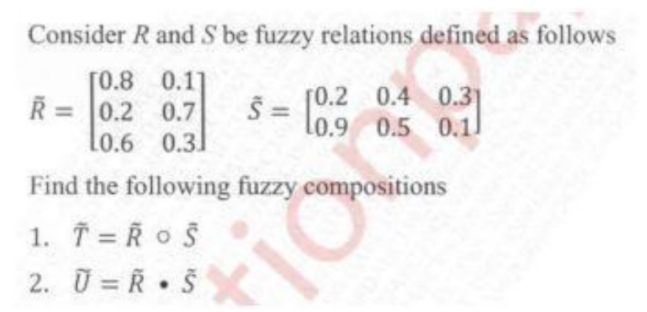 Consider R and S be fuzzy relations defined as follows
R̃ = [0.8 0.1; 0.2 0.7; 0.6 0.3] S̃ = [0.2 0.4 0.3; 0.9 0.5 0.1]
Find the following fuzzy compositions
1. T̃ = R̃ ∘ S̃
2. Ũ = R̃ • S̃